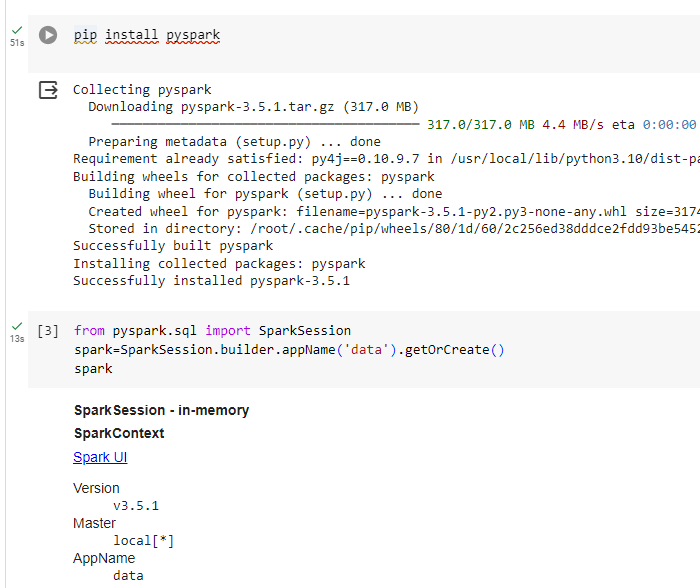 51s
pip install pyspark
Collecting pyspark
Downloading pyspark-3.5.1.tar.gz (317.0 MB)
317.0/317.0 MB 4.4 MB/s eta 0:00:00
Preparing metadata (setup.py) ... done
Requirement already satisfied: py4j==0.10.9.7 in /usr/local/lib/python3.10/dist-pa
Building wheels for collected packages: pyspark
Building wheel for pyspark (setup.py) ... done
Created wheel for pyspark: filename=pyspark-3.5.1-py2.py3-none-any.whl size=3174
Stored in directory: /root/.cache/pip/wheels/80/1d/60/2c256ed38dddce2fdd93be5452
Successfully built pyspark
Installing collected packages: pyspark
Successfully installed pyspark-3.5.1
13s
[3] from pyspark.sql import SparkSession
spark=SparkSession.builder.appName('data').getOrCreate()
spark
SparkSession - in-memory
SparkContext
Spark UI
Version
v3.5.1
Master
local[*]
AppName
data